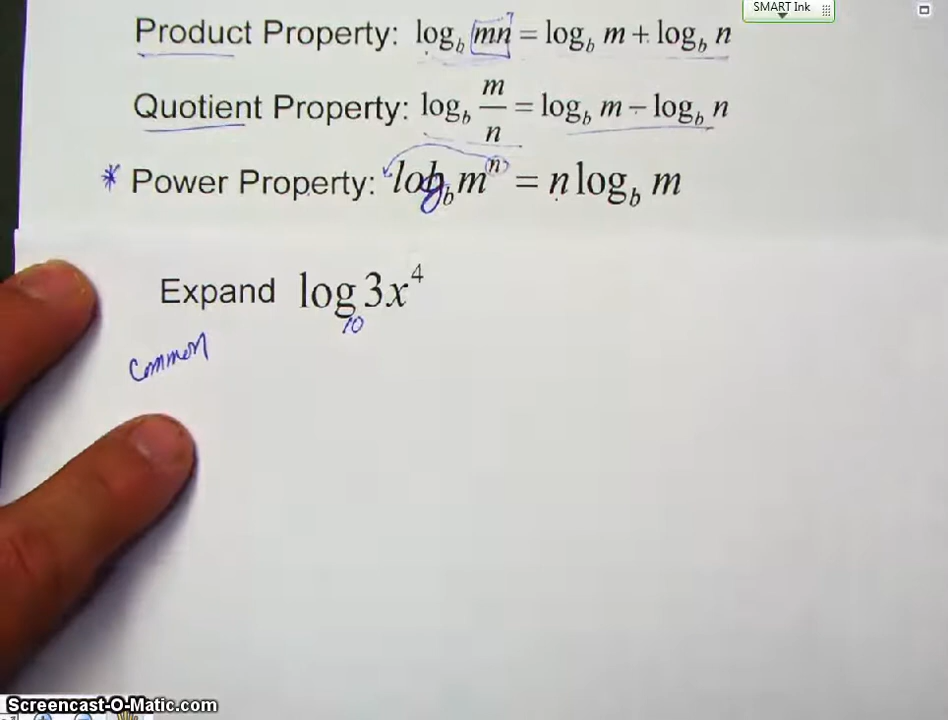 SMART Ink
Product Property: log_b mn = log_b m + log_b n
Quotient Property: log_b m/n = log_b m − log_b n
* Power Property: log_b m^n = n log_b m
Expand log 3x^4
10
Common
Screencast-O-Matic.com